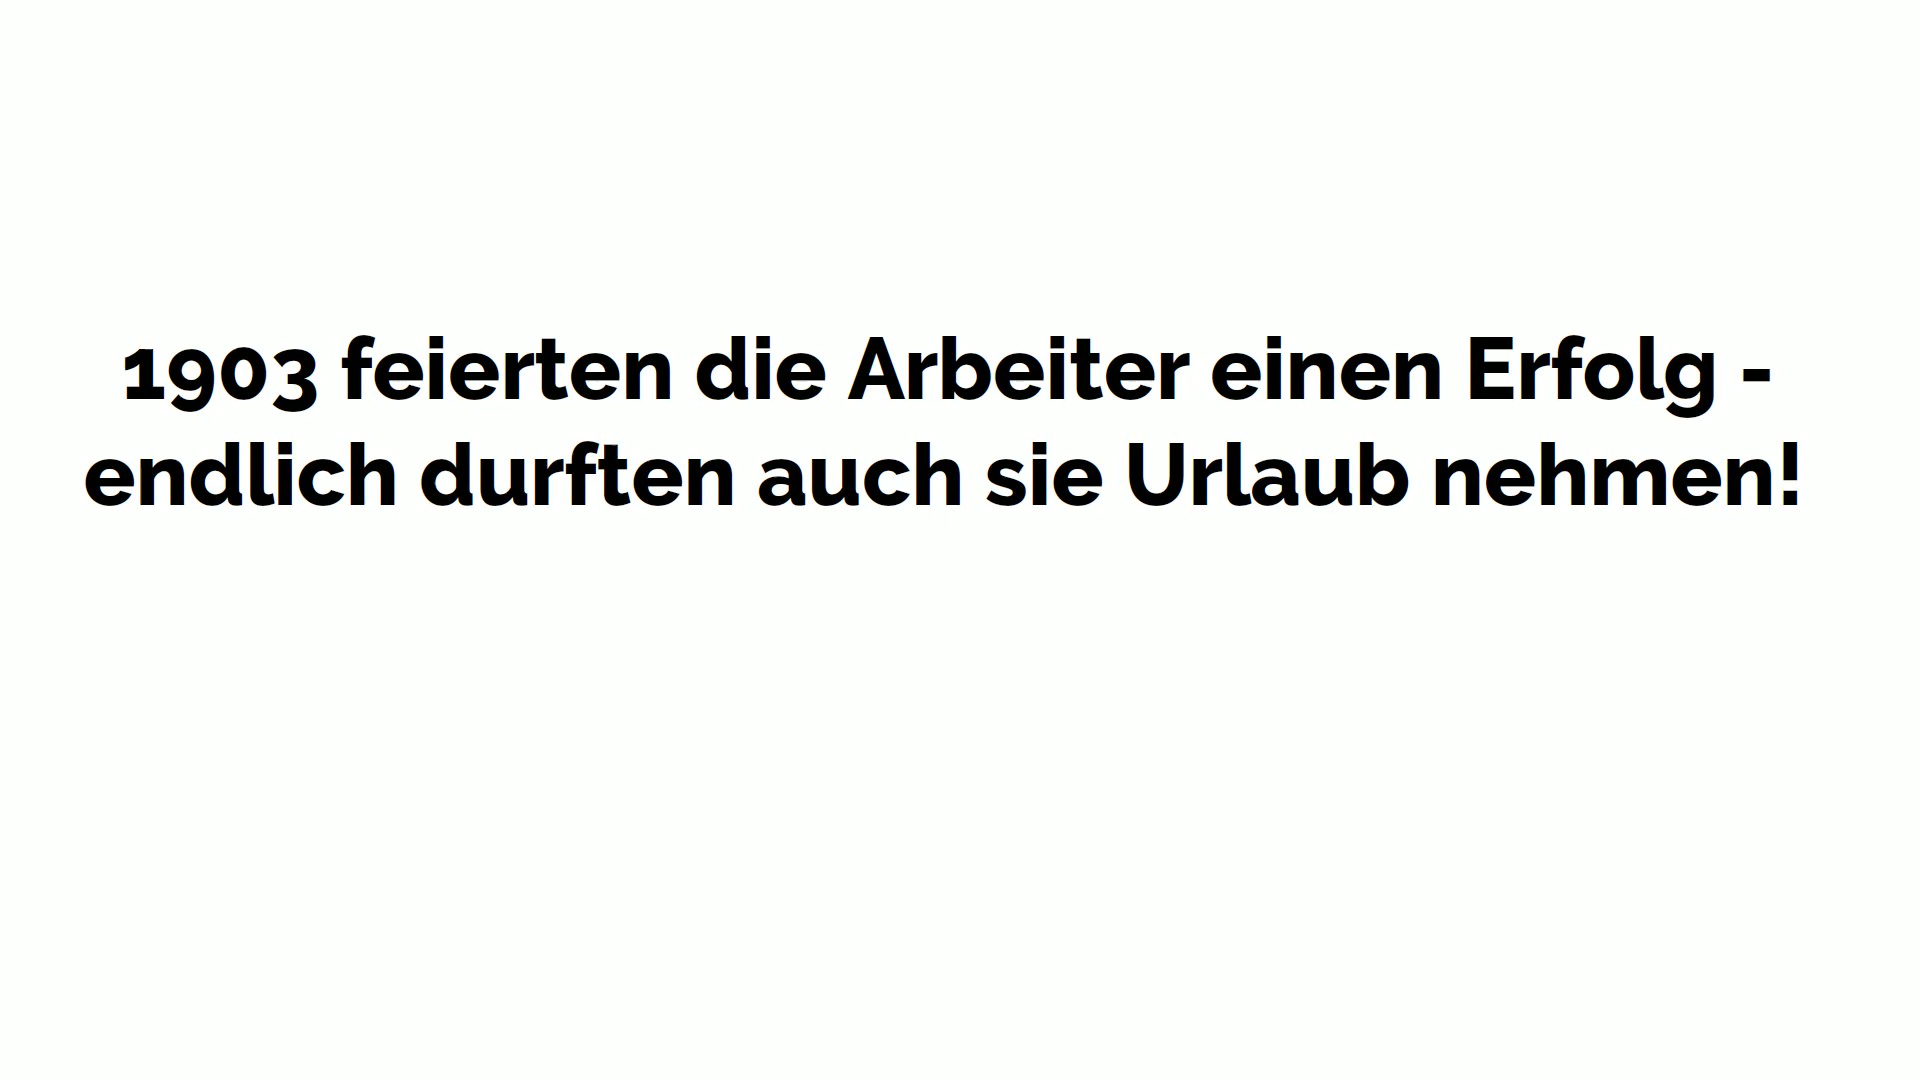 1903 feierten die Arbeiter einen Erfolg -
endlich durften auch sie Urlaub nehmen!